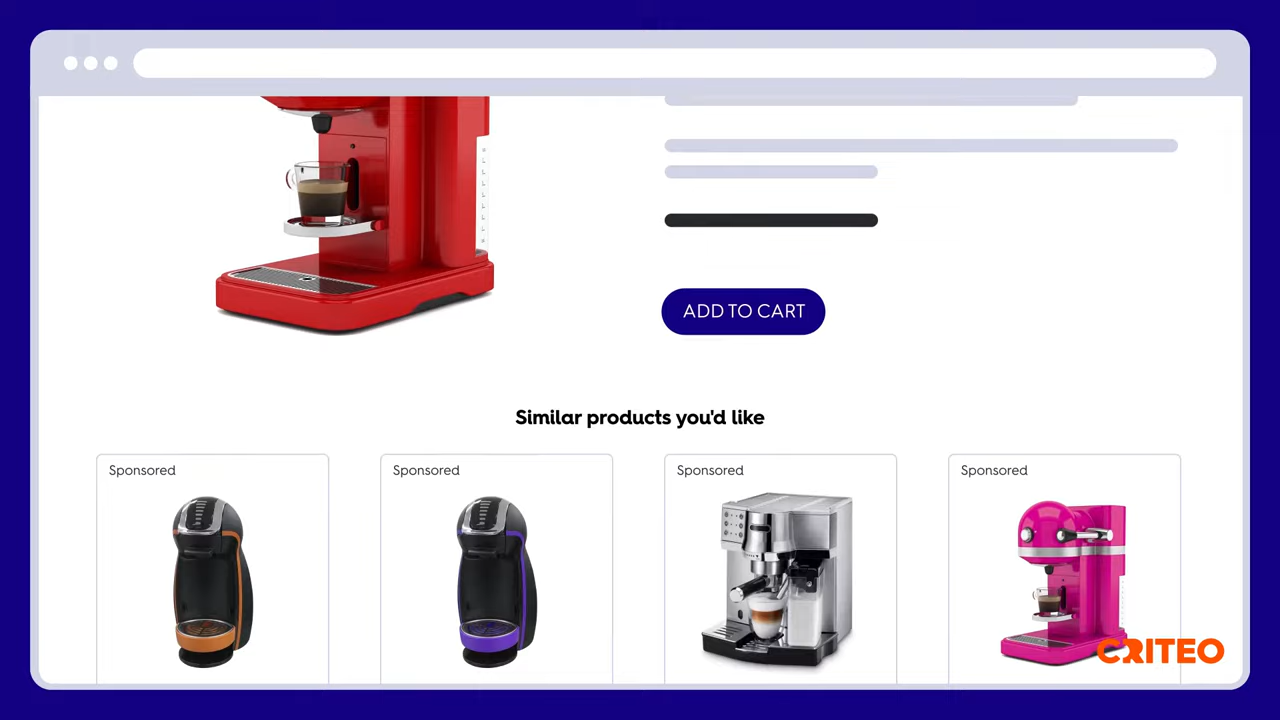 ADD TO CART
Similar products you'd like
Sponsored
Sponsored
Sponsored
Sponsored
CRITEO